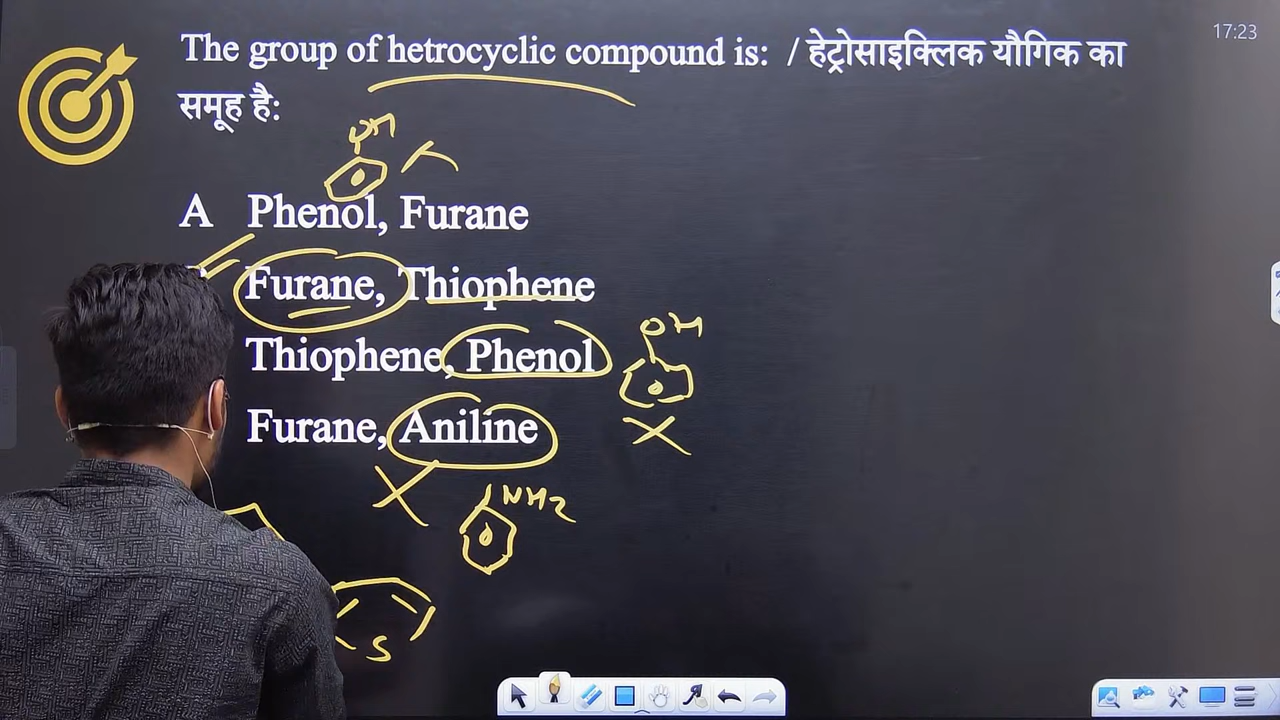 17:23
The group of hetrocyclic compound is: / हेट्रोसाइक्लिक यौगिक का
समूह है:
OH
A Phenol, Furane
Furane, Thiophene
OH
Thiophene, Phenol
Furane, Aniline
NH2
S